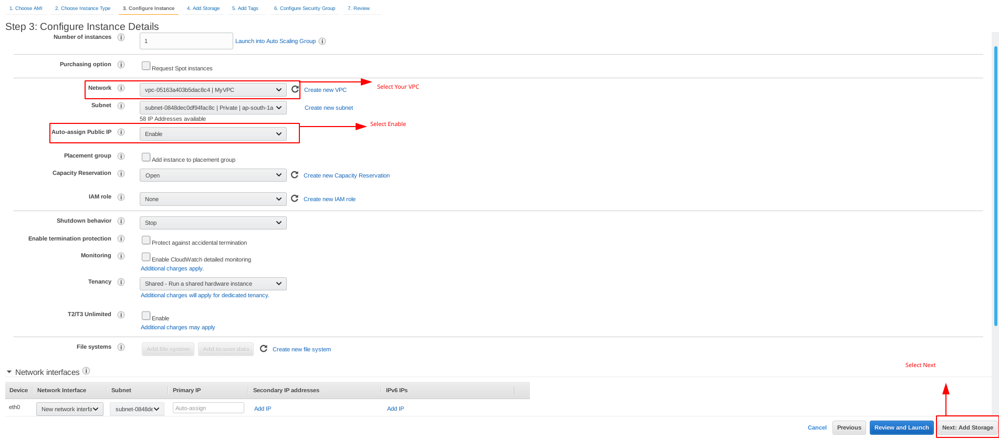 1. Choose AMI 2. Choose Instance Type 3. Configure Instance 4. Add Storage 5. Add Tags 6. Configure Security Group 7. Review
Step 3: Configure Instance Details
Number of instances i 1 Launch into Auto Scaling Group i
Purchasing option i Request Spot instances
Network i vpc-05163a403b5dac8c4 | MyVPC Create new VPC Select Your VPC
Subnet i subnet-0848dec0df94fac8c | Private | ap-south-1a Create new subnet
58 IP Addresses available
Select Enable
Auto-assign Public IP i Enable
Placement group i Add instance to placement group
Capacity Reservation i Open Create new Capacity Reservation
IAM role i None Create new IAM role
Shutdown behavior i Stop
Enable termination protection i Protect against accidental termination
Monitoring i Enable CloudWatch detailed monitoring
Additional charges apply.
Tenancy i Shared - Run a shared hardware instance
Additional charges will apply for dedicated tenancy.
T2/T3 Unlimited i Enable
Additional charges may apply
File systems i Add file system Add to user data Create new file system
Select Next
Network interfaces i
Device Network Interface Subnet Primary IP Secondary IP addresses IPv6 IPs
eth0 New network interfa subnet-0848de Auto-assign Add IP Add IP
Cancel Previous Review and Launch Next: Add Storage